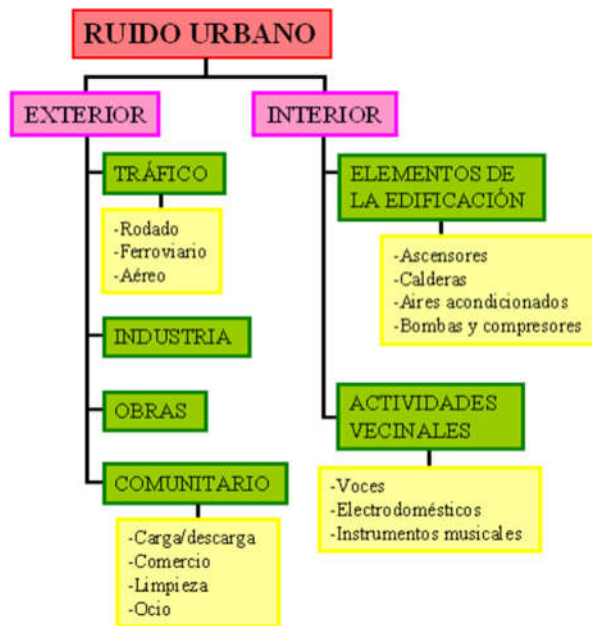 RUIDO URBANO
EXTERIOR
TRÁFICO
-Rodado
-Ferroviario
-Aéreo
INDUSTRIA
OBRAS
COMUNITARIO
-Carga/descarga
-Comercio
-Limpieza
-Ocio
INTERIOR
ELEMENTOS DE
LA EDIFICACIÓN
-Ascensores
-Calderas
-Aires acondicionados
-Bombas y compresores
ACTIVIDADES
VECINALES
-Voces
-Electrodomésticos
-Instrumentos musicales